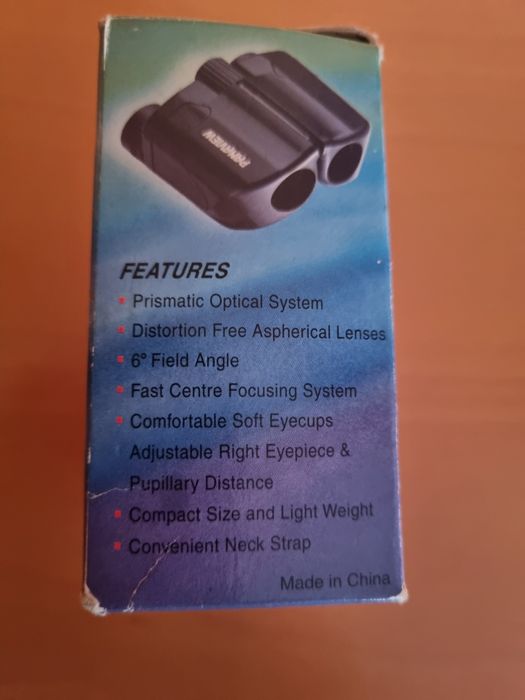 PANAVIEW
FEATURES
Prismatic Optical System
Distortion Free Aspherical Lenses
6° Field Angle
Fast Centre Focusing System
Comfortable Soft Eyecups
Adjustable Right Eyepiece &
Pupillary Distance
Compact Size and Light Weight
Convenient Neck Strap
Made in China